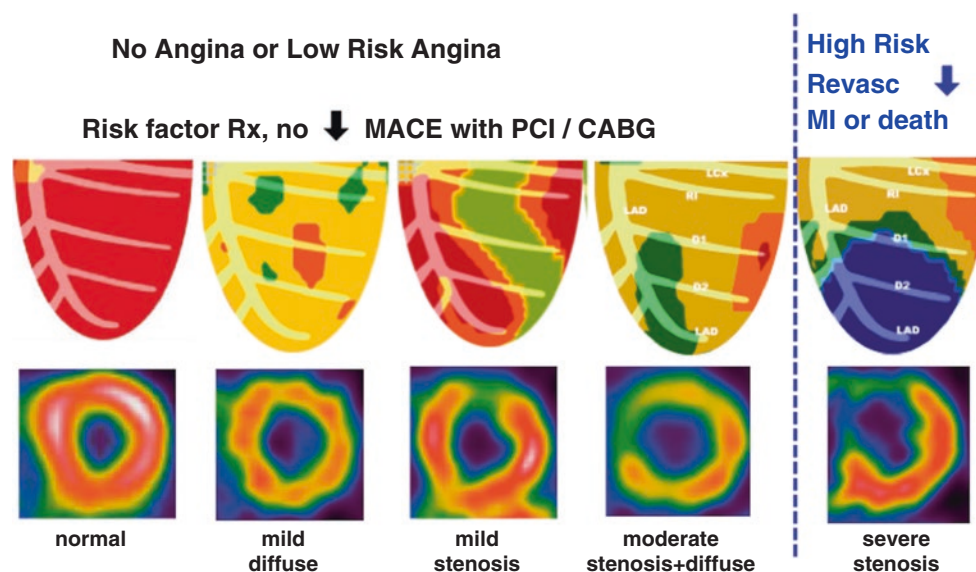 No Angina or Low Risk Angina
Risk factor Rx, no MACE with PCI / CABG
High Risk
Revasc
MI or death
LCx
RI
LAD
D1
D2
LAD
LCx
RI
LAD
D1
D2
LAD
normal
mild
diffuse
mild
stenosis
moderate
stenosis+diffuse
severe
stenosis